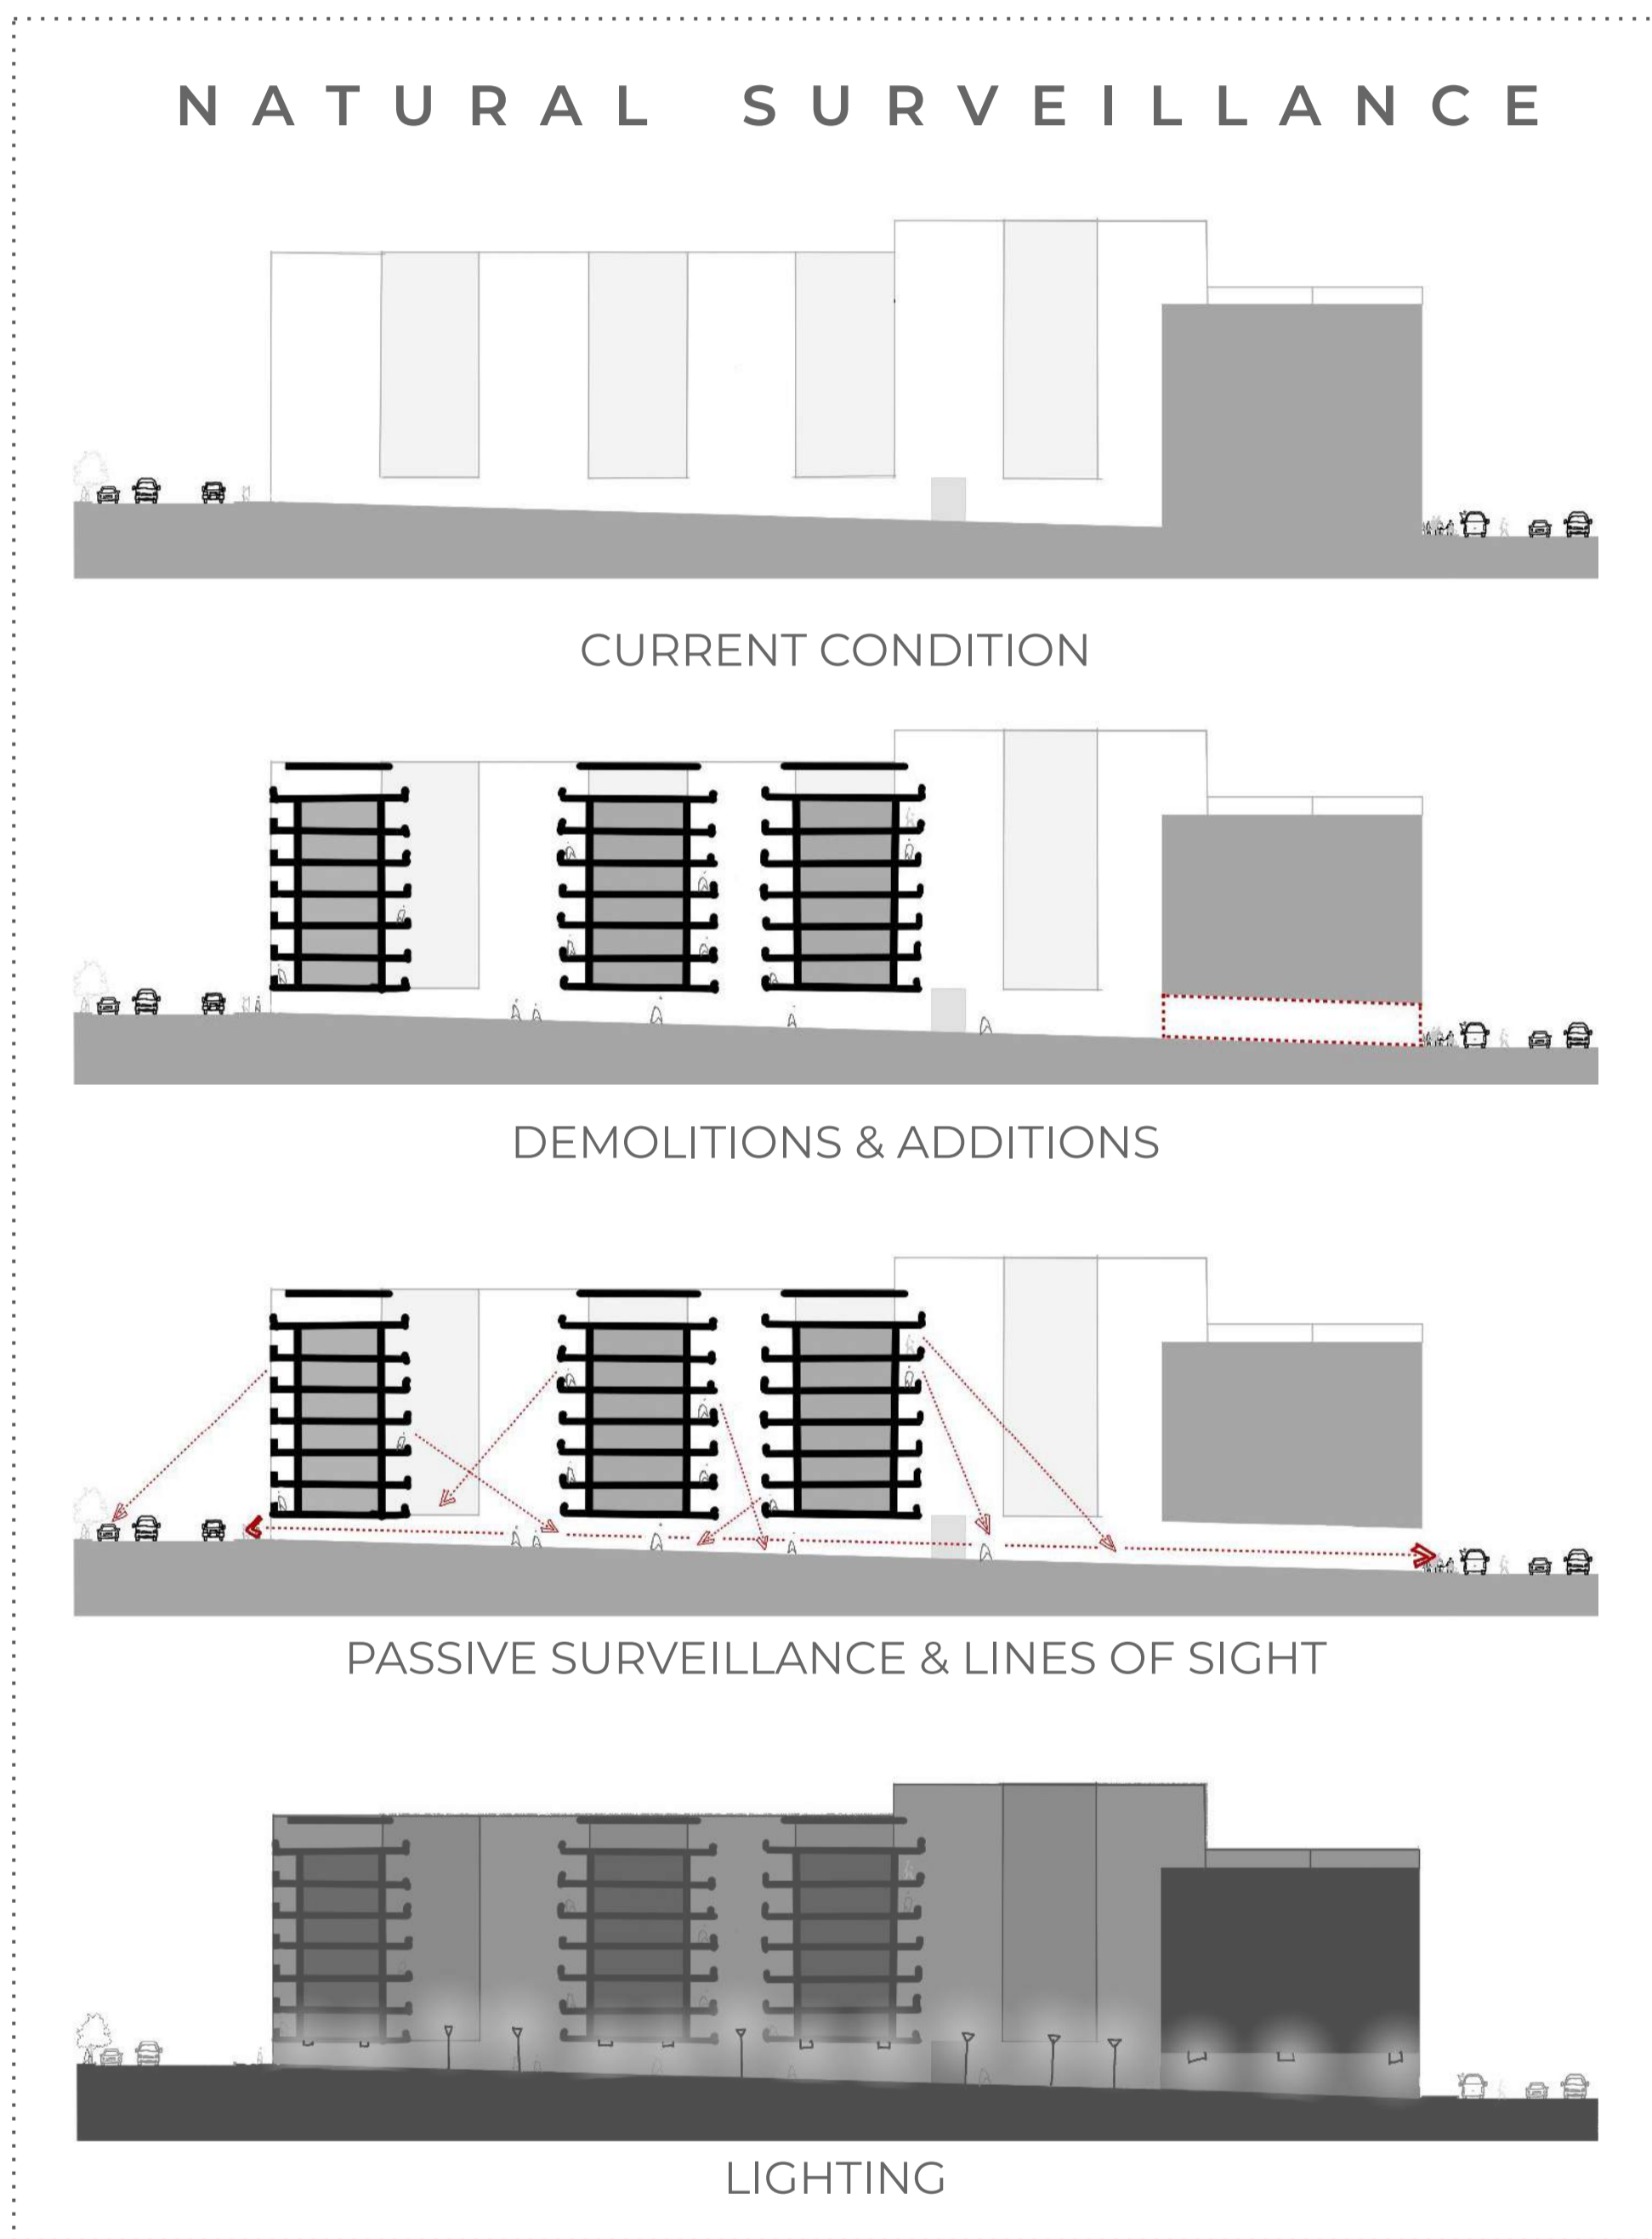 NATURAL SURVEILLANCE
CURRENT CONDITION
DEMOLITIONS & ADDITIONS
PASSIVE SURVEILLANCE & LINES OF SIGHT
LIGHTING